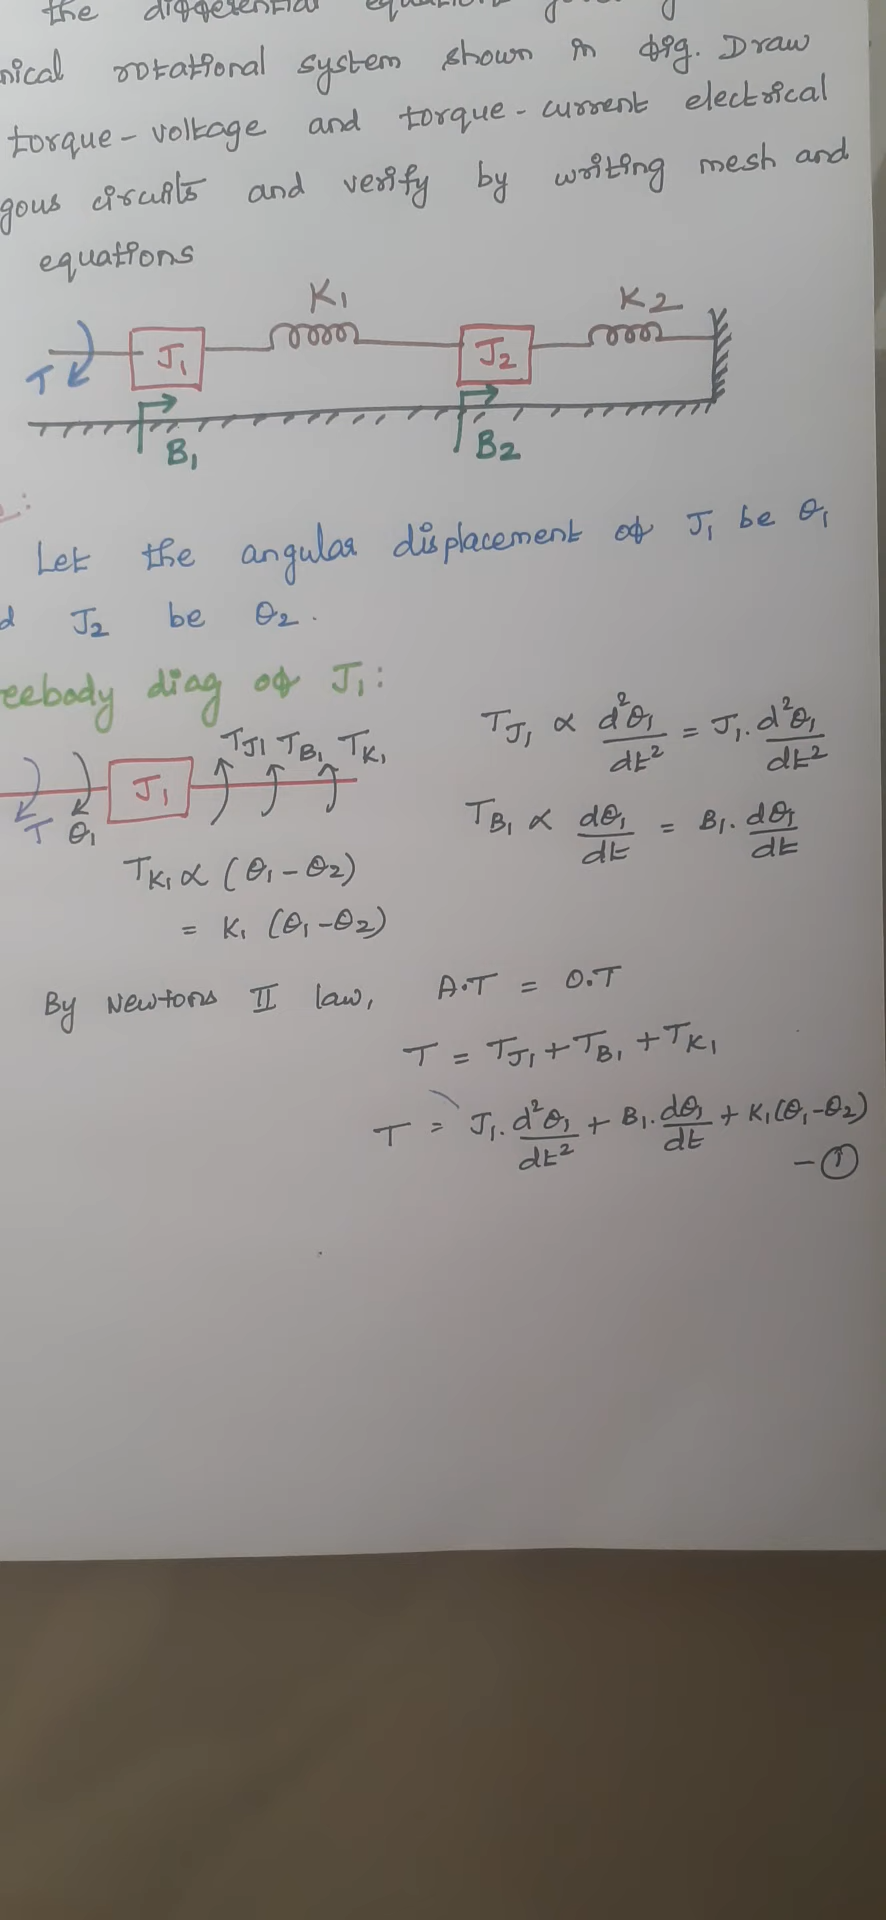 the differential
nical rotational system shown in fig. Draw
torque-voltage and torque-current electrical
gous circuits and verify by writing mesh and
equations
K1 K2
T J1 J2
B1 B2
Let the angular displacement of J1 be θ1
d J2 be θ2.
eebody diag of J1:
TJ1 TB1 TK1
T θ1 J1
TJ1 ∝ d²θ1/dt² = J1. d²θ1/dt²
TB1 ∝ dθ1/dt = B1. dθ1/dt
TK1 ∝ (θ1-θ2)
= K1 (θ1-θ2)
By Newtons II law, A.T = O.T
T = TJ1 + TB1 + TK1
T = J1. d²θ1/dt² + B1. dθ1/dt + K1(θ1-θ2)
-①